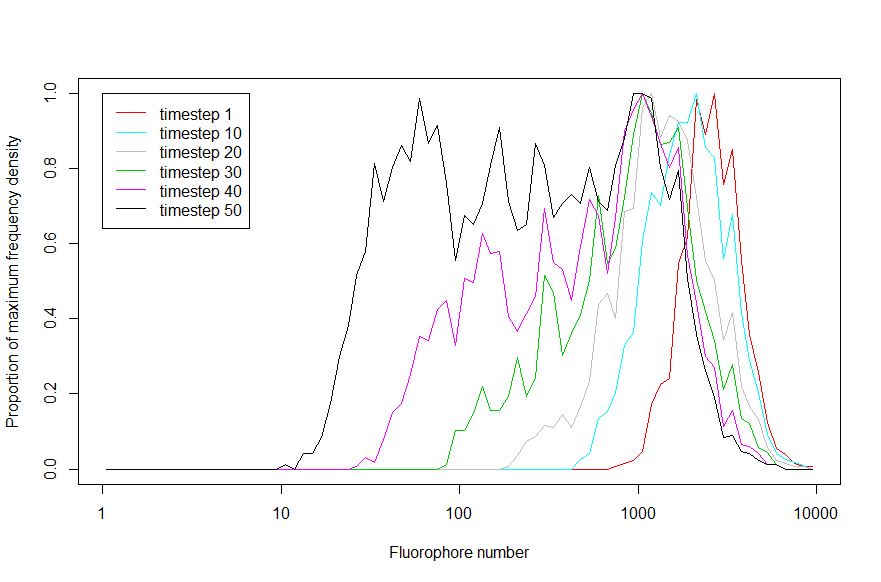 timestep 1
timestep 10
timestep 20
timestep 30
timestep 40
timestep 50
Proportion of maximum frequency density
0.0
0.2
0.4
0.6
0.8
1.0
1
10
100
1000
10000
Fluorophore number